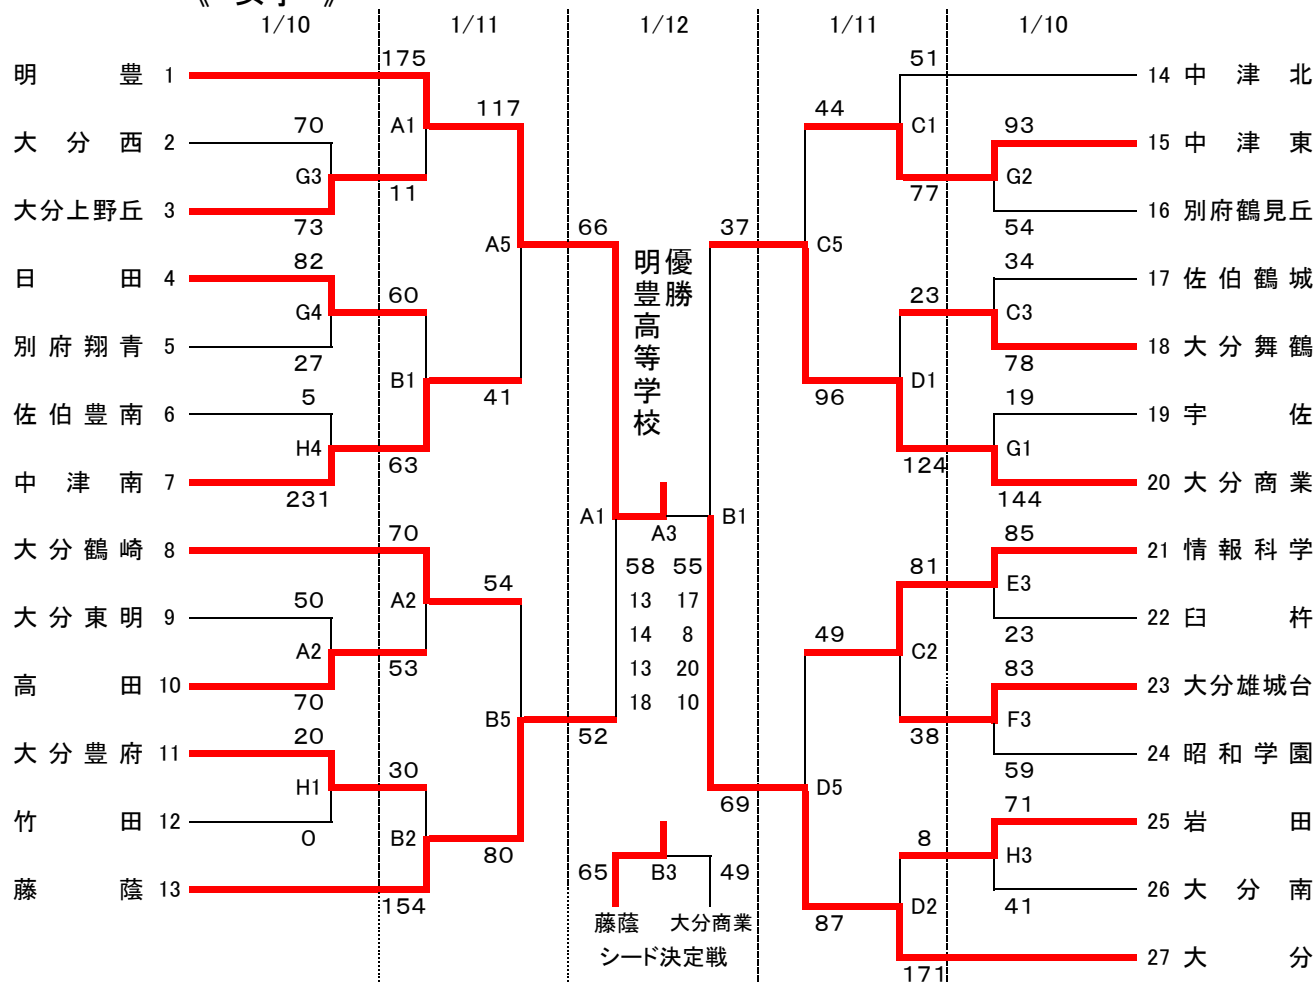 《 女子 》
1/10 1/11 1/12 1/11 1/10
明豊 1
大分西 2
大分上野丘 3
日田 4
別府翔青 5
佐伯豊南 6
中津南 7
大分鶴崎 8
大分東明 9
高田 10
大分豊府 11
竹田 12
藤蔭 13
70
G3
73
82
G4
27
5
H4
231
50
A2
70
20
H1
0
175
A1
11
60
B1
63
70
A2
53
30
B2
154
117
A5
41
54
B5
80
66
A1
52
優勝
明豊高等学校
A3
58 55
13 17
14 8
13 20
18 10
65 B3 49
藤蔭 大分商業
シード決定戦
37
B1
69
44
C5
96
49
D5
87
51
C1
77
23
D1
124
81
C2
38
8
D2
171
93
G2
54
34
C3
78
19
G1
144
85
E3
23
83
F3
59
71
H3
41
14 中津北
15 中津東
16 別府鶴見丘
17 佐伯鶴城
18 大分舞鶴
19 宇佐
20 大分商業
21 情報科学
22 臼杵
23 大分雄城台
24 昭和学園
25 岩田
26 大分南
27 大分